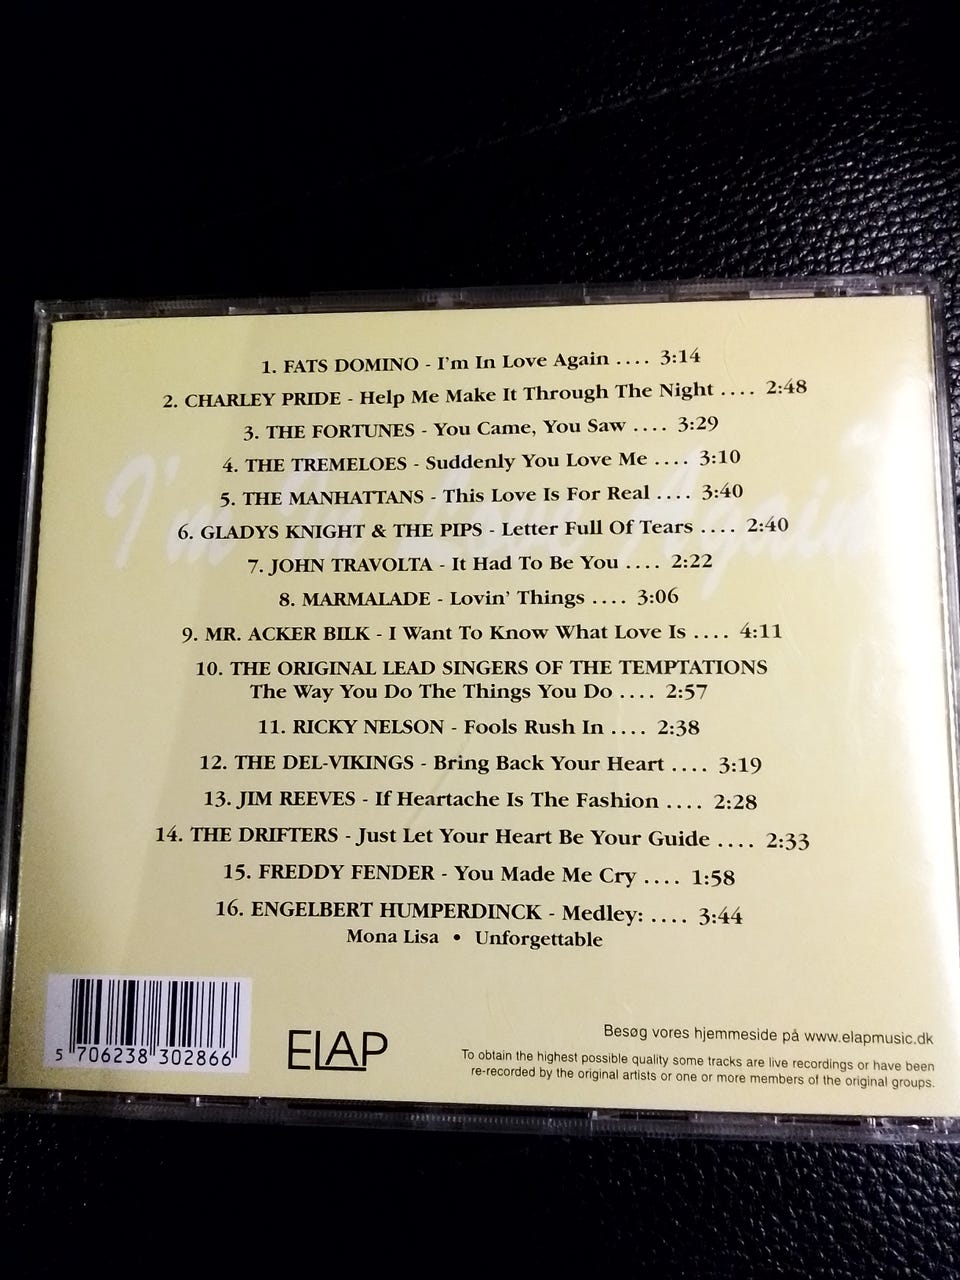 I'm In Love Again
1. FATS DOMINO - I'm In Love Again .... 3:14
2. CHARLEY PRIDE - Help Me Make It Through The Night .... 2:48
3. THE FORTUNES - You Came, You Saw .... 3:29
4. THE TREMELOES - Suddenly You Love Me .... 3:10
5. THE MANHATTANS - This Love Is For Real .... 3:40
6. GLADYS KNIGHT & THE PIPS - Letter Full Of Tears .... 2:40
7. JOHN TRAVOLTA - It Had To Be You .... 2:22
8. MARMALADE - Lovin' Things .... 3:06
9. MR. ACKER BILK - I Want To Know What Love Is .... 4:11
10. THE ORIGINAL LEAD SINGERS OF THE TEMPTATIONS
The Way You Do The Things You Do .... 2:57
11. RICKY NELSON - Fools Rush In .... 2:38
12. THE DEL-VIKINGS - Bring Back Your Heart .... 3:19
13. JIM REEVES - If Heartache Is The Fashion .... 2:28
14. THE DRIFTERS - Just Let Your Heart Be Your Guide .... 2:33
15. FREDDY FENDER - You Made Me Cry .... 1:58
16. ENGELBERT HUMPERDINCK - Medley: .... 3:44
Mona Lisa • Unforgettable
5 706238 302866
ELAP
Besøg vores hjemmeside på www.elapmusic.dk
To obtain the highest possible quality some tracks are live recordings or have been
re-recorded by the original artists or one or more members of the original groups.